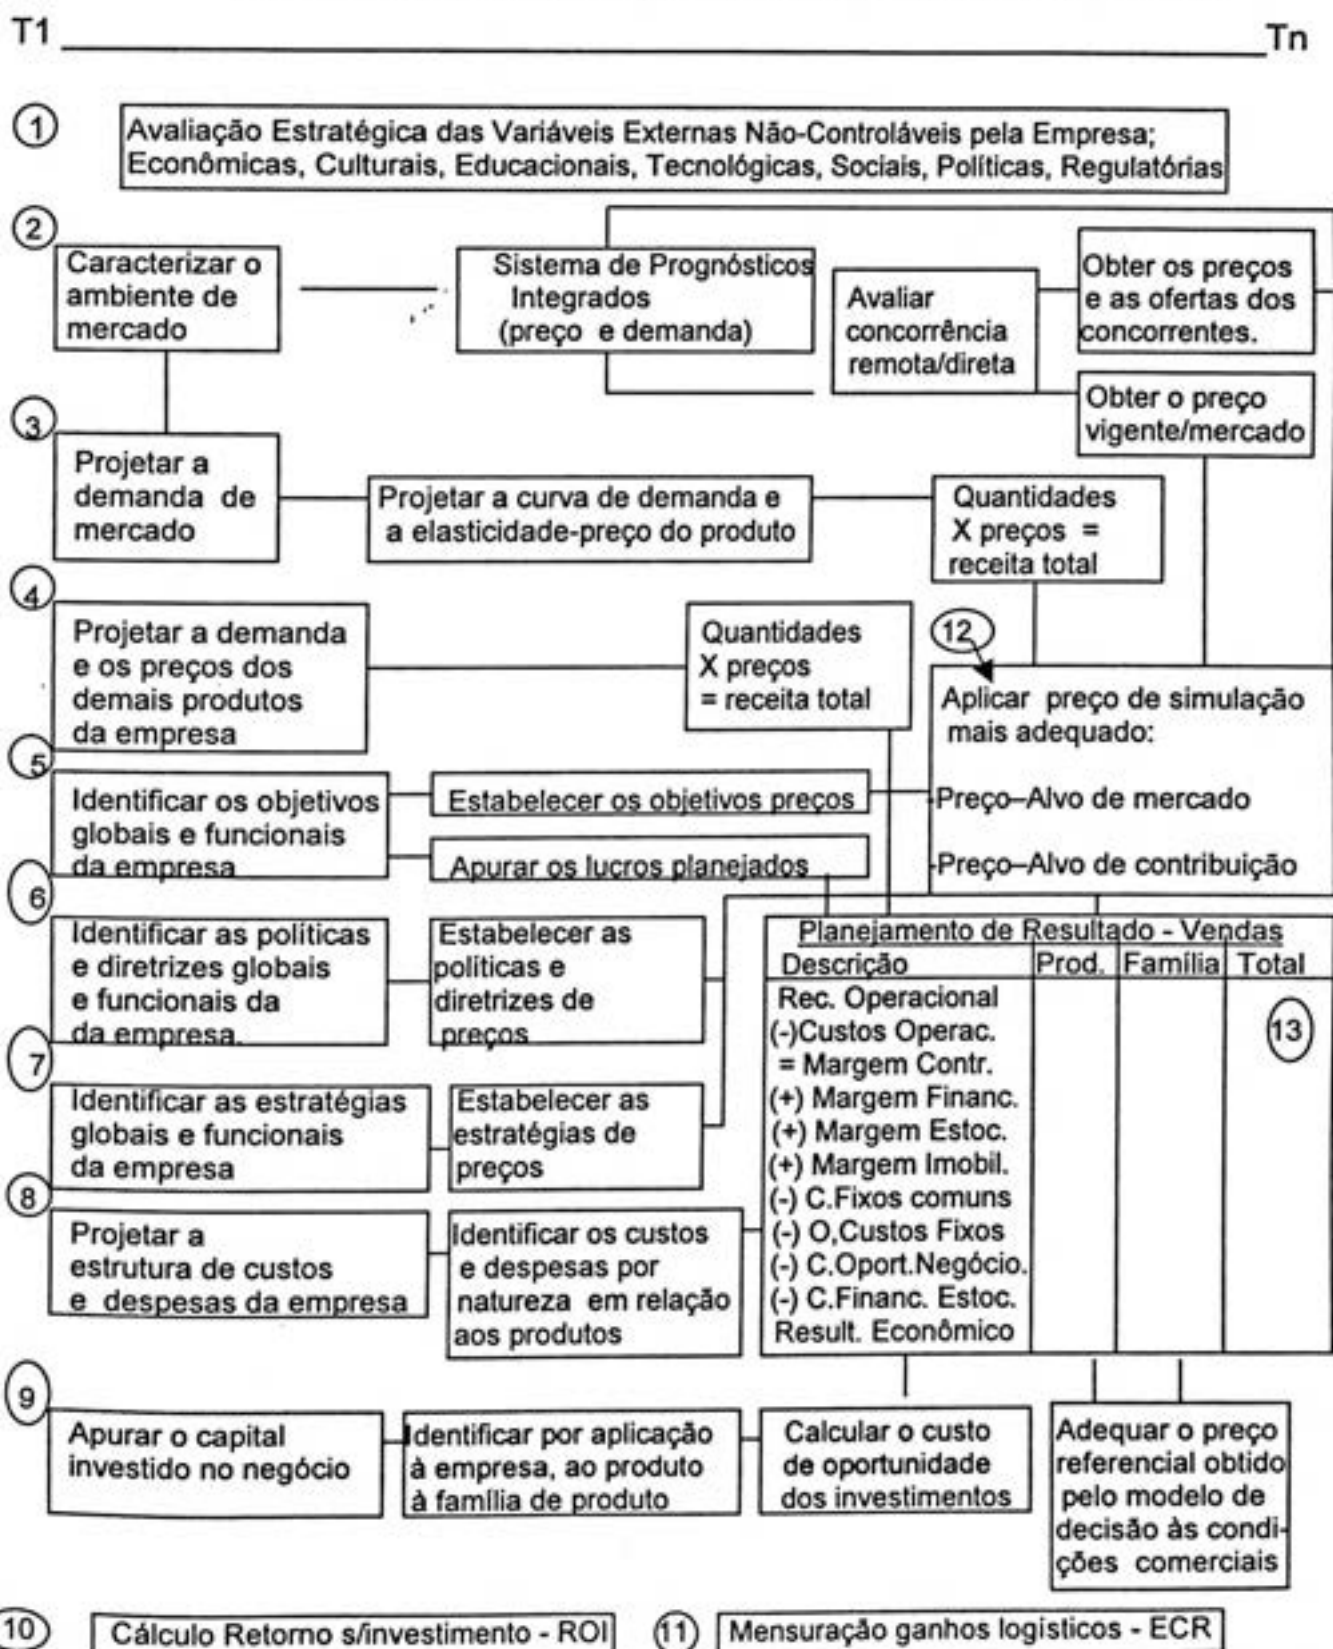 T1 Tn
1
Avaliação Estratégica das Variáveis Externas Não-Controláveis pela Empresa;
Econômicas, Culturais, Educacionais, Tecnológicas, Sociais, Políticas, Regulatórias
2
Caracterizar o
ambiente de
mercado
Sistema de Prognósticos
Integrados
(preço e demanda)
Avaliar
concorrência
remota/direta
Obter os preços
e as ofertas dos
concorrentes.
Obter o preço
vigente/mercado
3
Projetar a
demanda de
mercado
Projetar a curva de demanda e
a elasticidade-preço do produto
Quantidades
X preços =
receita total
4
Projetar a demanda
e os preços dos
demais produtos
da empresa
Quantidades
X preços
= receita total
12
Aplicar preço de simulação
mais adequado:
-Preço–Alvo de mercado
-Preço–Alvo de contribuição
5
Identificar os objetivos
globais e funcionais
da empresa
Estabelecer os objetivos preços
Apurar os lucros planejados
6
Identificar as políticas
e diretrizes globais
e funcionais da
da empresa.
Estabelecer as
políticas e
diretrizes de
preços
7
Identificar as estratégias
globais e funcionais
da empresa
Estabelecer as
estratégias de
preços
8
Projetar a
estrutura de custos
e despesas da empresa
Identificar os custos
e despesas por
natureza em relação
aos produtos
Planejamento de Resultado - Vendas
Descrição Prod. Família Total
Rec. Operacional
(-)Custos Operac.
= Margem Contr.
(+) Margem Financ.
(+) Margem Estoc.
(+) Margem Imobil.
(-) C.Fixos comuns
(-) O,Custos Fixos
(-) C.Oport.Negócio.
(-) C.Financ. Estoc.
Result. Econômico
13
9
Apurar o capital
investido no negócio
Identificar por aplicação
à empresa, ao produto
à família de produto
Calcular o custo
de oportunidade
dos investimentos
Adequar o preço
referencial obtido
pelo modelo de
decisão às condi-
ções comerciais
10
Cálculo Retorno s/investimento - ROI
11
Mensuração ganhos logísticos - ECR